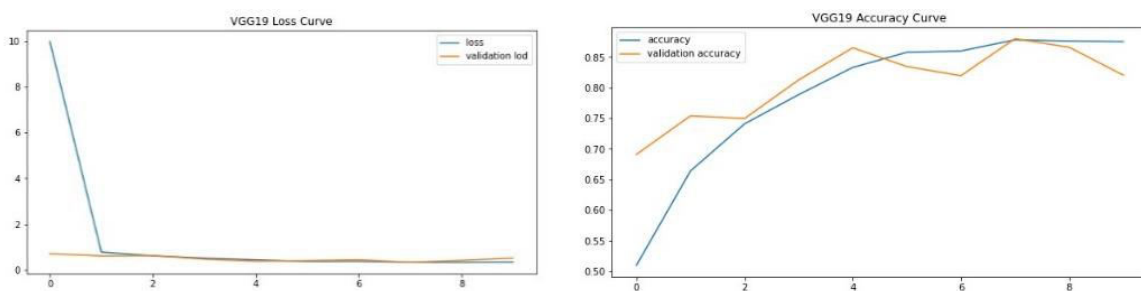 VGG19 Loss Curve
10
8
6
4
2
0
0 2 4 6 8
loss
validation lod
VGG19 Accuracy Curve
0.85
0.80
0.75
0.70
0.65
0.60
0.55
0.50
0 2 4 6 8
accuracy
validation accuracy